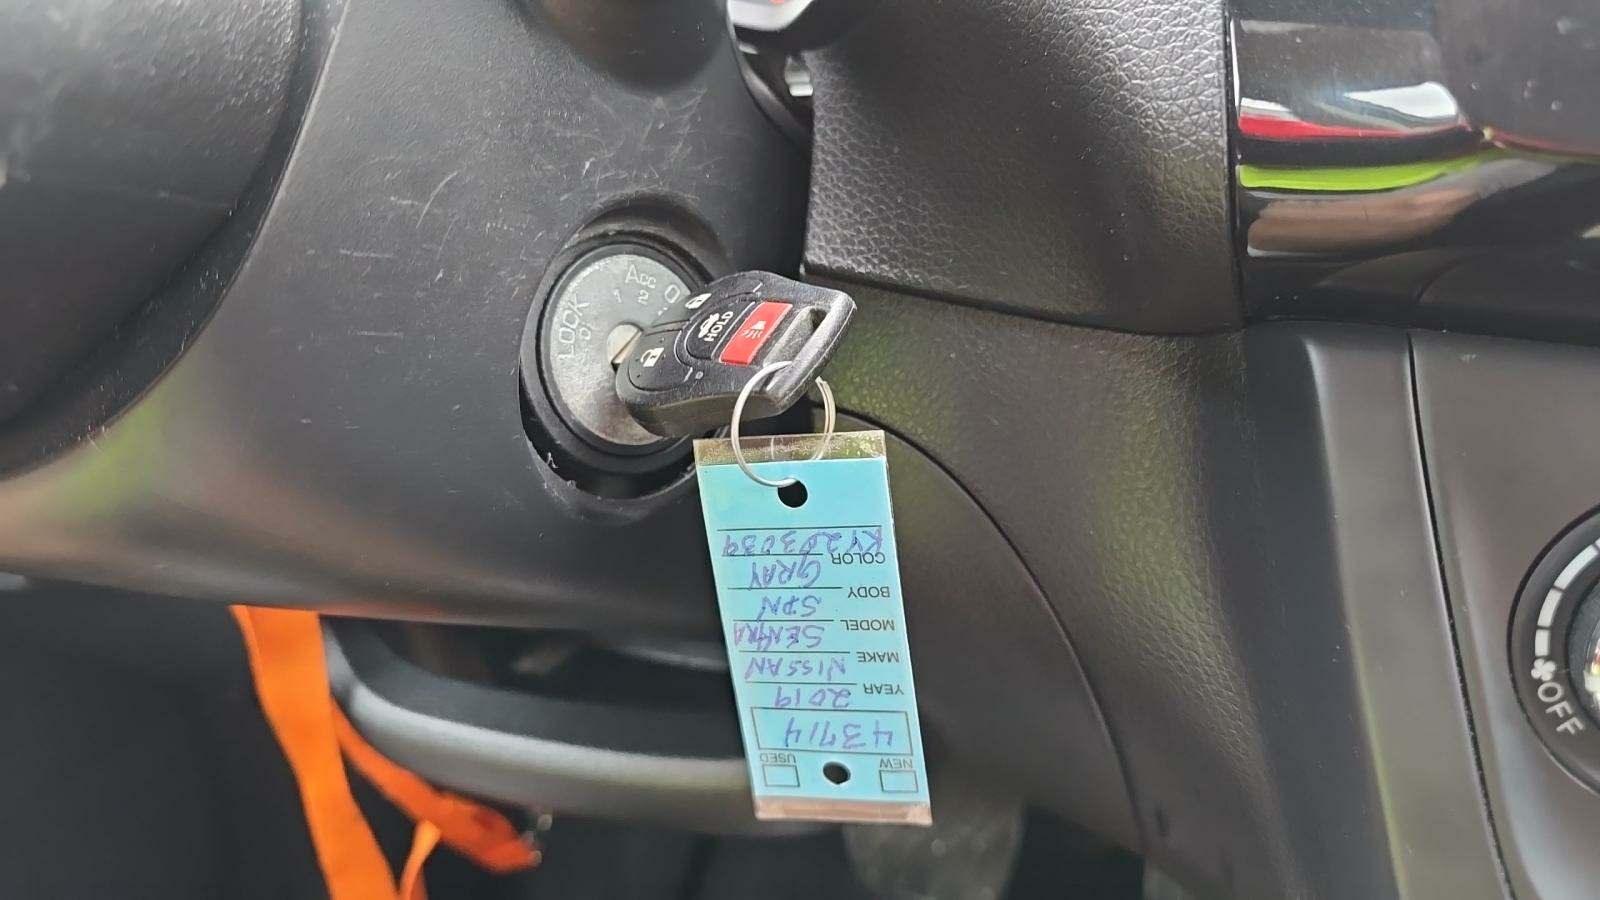 LOCK
0
ACC
1 2
HOLD
NEW USED
43714
YEAR 2019
MAKE NISSAN
MODEL SENTRA
BODY SDN
COLOR GRAY
KY203039
OFF